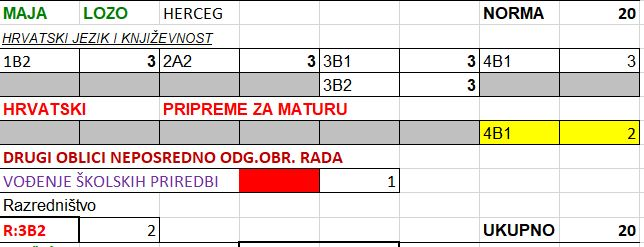 MAJA LOZO HERCEG NORMA 20
HRVATSKI JEZIK I KNJIŽEVNOST
1B2 3 2A2 3 3B1 3 4B1 3
3B2 3
HRVATSKI PRIPREME ZA MATURU
4B1 2
DRUGI OBLICI NEPOSREDNO ODG.OBR. RADA
VOĐENJE ŠKOLSKIH PRIREDBI 1
Razredništvo
R:3B2 2 UKUPNO 20